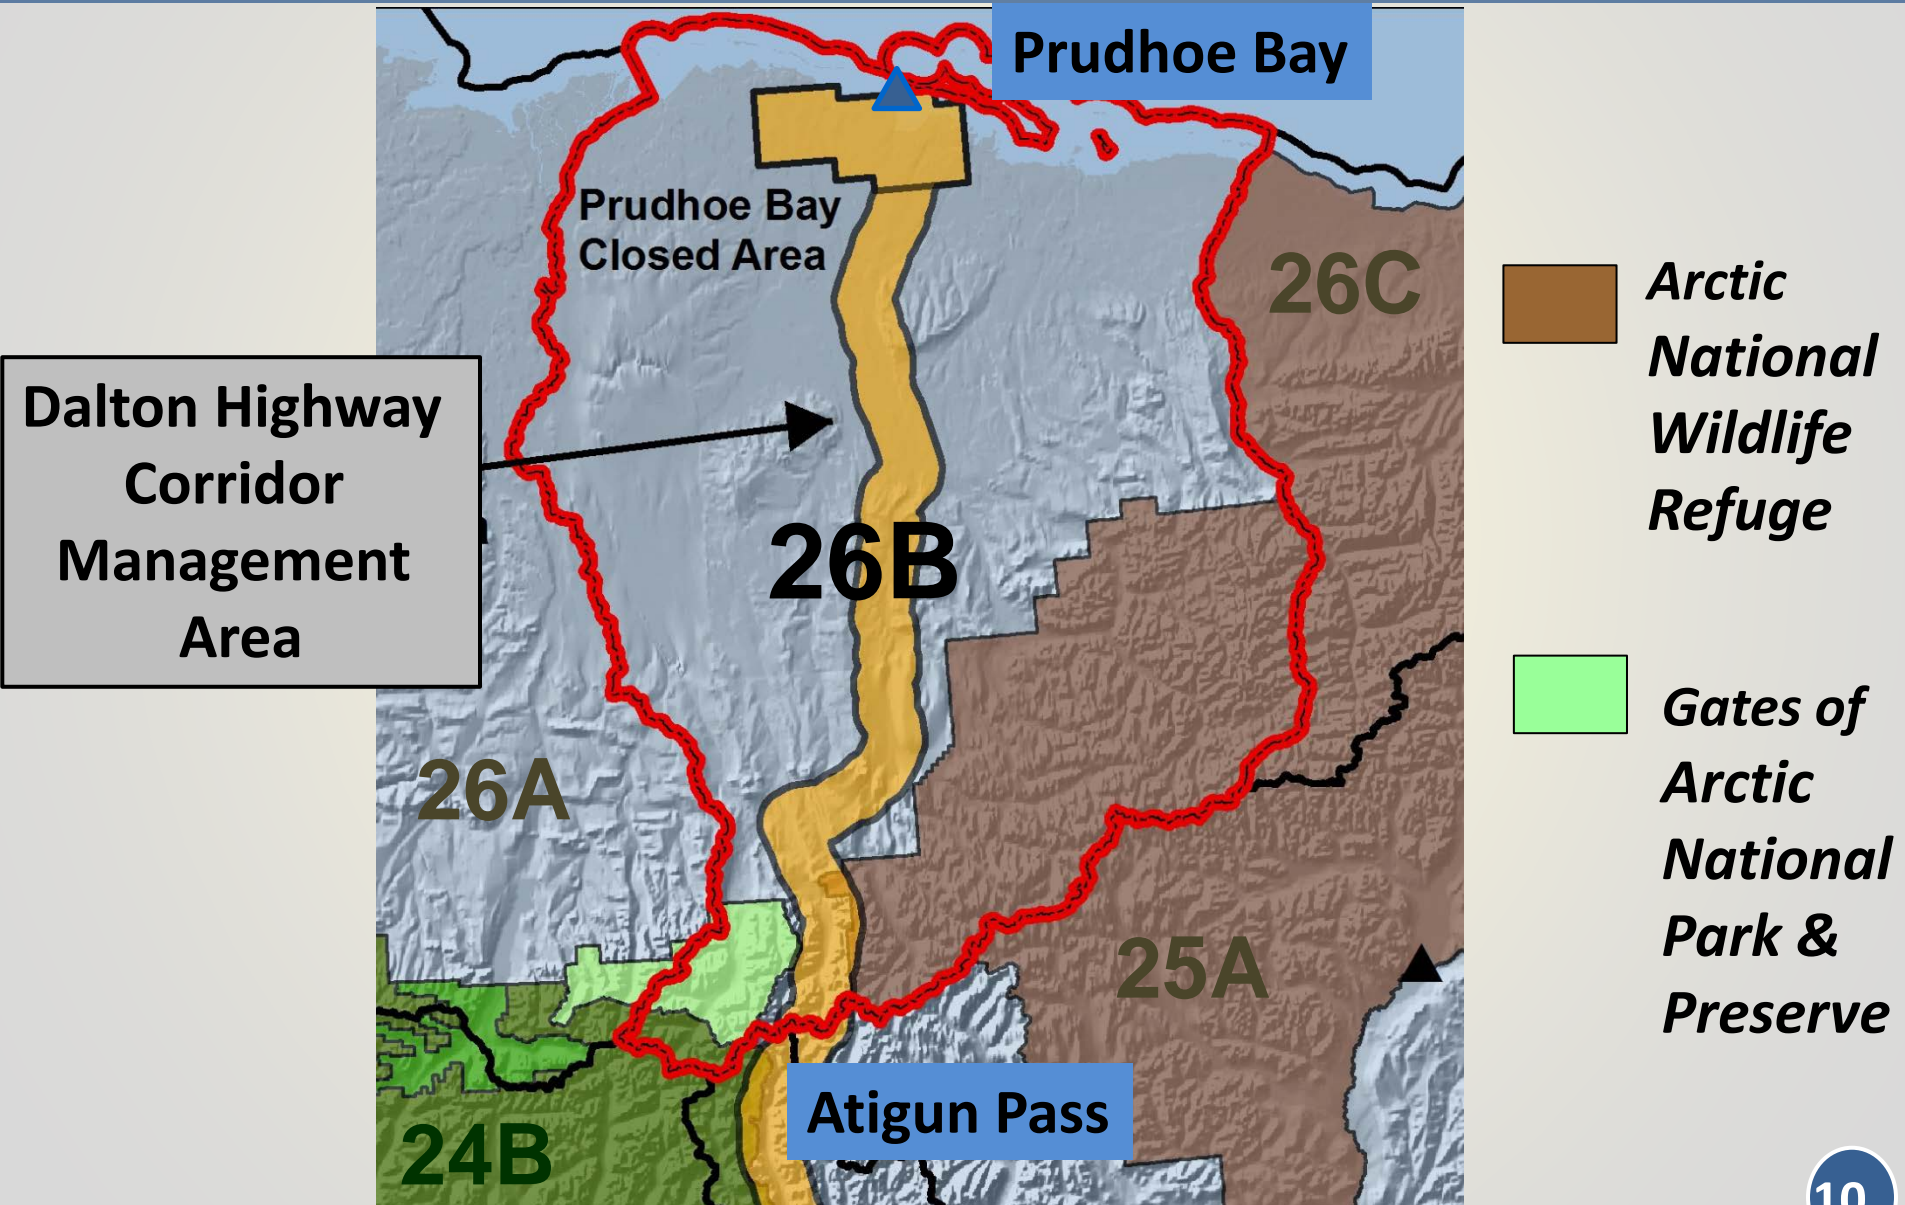 Prudhoe Bay
Prudhoe Bay
Closed Area
26C
Dalton Highway
Corridor
Management
Area
26B
26A
25A
24B
Atigun Pass
Arctic
National
Wildlife
Refuge
Gates of
Arctic
National
Park &
Preserve
10